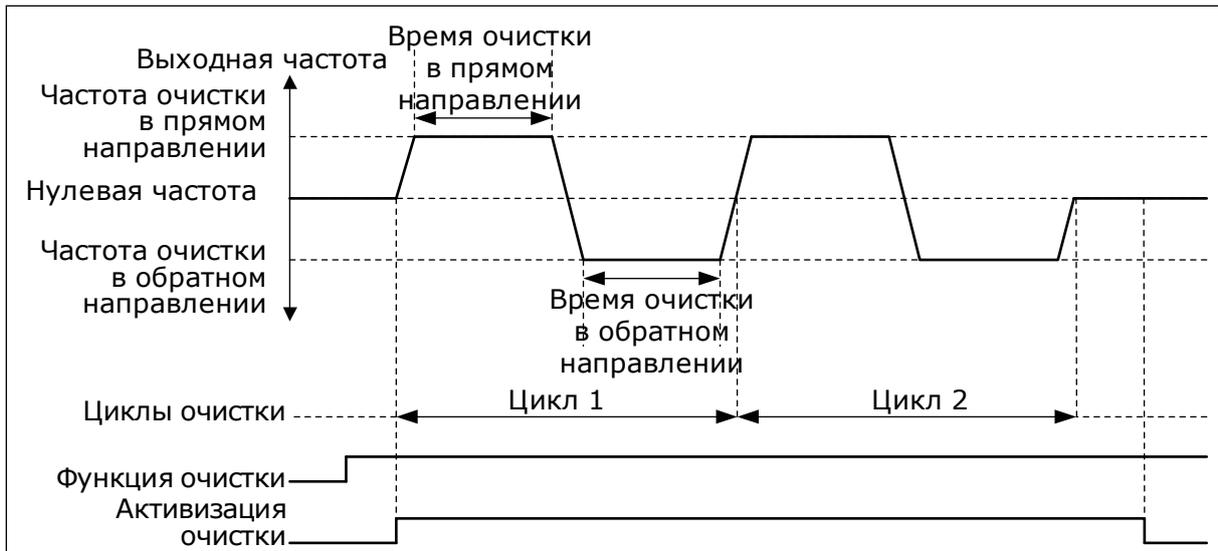 Время очистки
в прямом
направлении
Выходная частота
Частота очистки
в прямом
направлении
Нулевая частота
Частота очистки
в обратном
направлении
Время очистки
в обратном
направлении
Циклы очистки
Цикл 1
Цикл 2
Функция очистки
Активизация
очистки